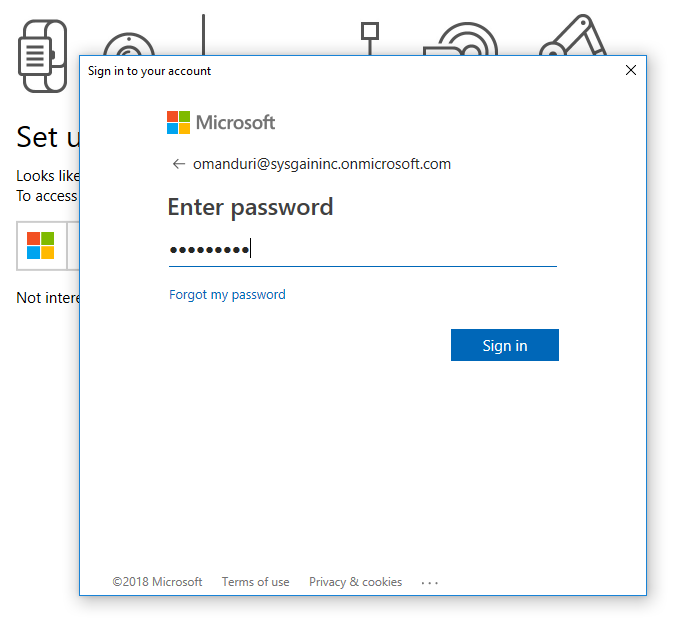 Sign in to your account
Microsoft
omanduri@sysgaininc.onmicrosoft.com
Enter password
Forgot my password
Sign in
©2018 Microsoft Terms of use Privacy & cookies ...
Set u
Looks like
To access
Not intere